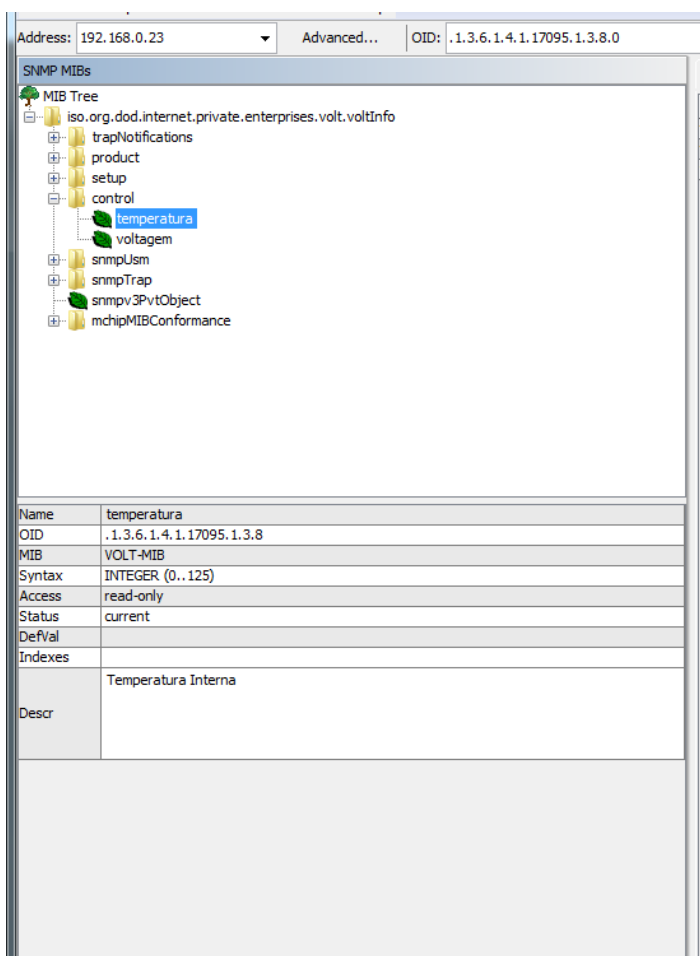 Address: 192.168.0.23 Advanced... OID: .1.3.6.1.4.1.17095.1.3.8.0
SNMP MIBs
MIB Tree
iso.org.dod.internet.private.enterprises.volt.voltInfo
trapNotifications
product
setup
control
temperatura
voltagem
snmpUsm
snmpTrap
snmpv3PvtObject
mchipMIBConformance
Name temperatura
OID .1.3.6.1.4.1.17095.1.3.8
MIB VOLT-MIB
Syntax INTEGER (0..125)
Access read-only
Status current
DefVal
Indexes
Descr Temperatura Interna